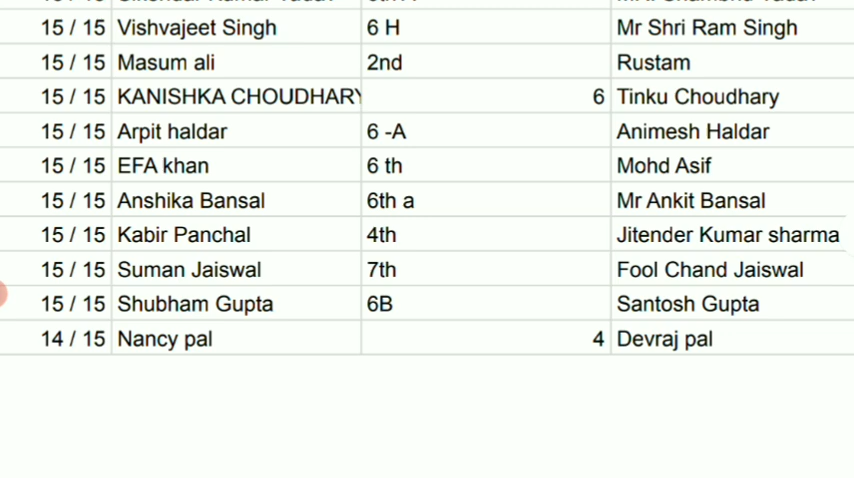 15 / 15 Vishvajeet Singh 6 H Mr Shri Ram Singh
15 / 15 Masum ali 2nd Rustam
15 / 15 KANISHKA CHOUDHARY 6 Tinku Choudhary
15 / 15 Arpit haldar 6 -A Animesh Haldar
15 / 15 EFA khan 6 th Mohd Asif
15 / 15 Anshika Bansal 6th a Mr Ankit Bansal
15 / 15 Kabir Panchal 4th Jitender Kumar sharma
15 / 15 Suman Jaiswal 7th Fool Chand Jaiswal
15 / 15 Shubham Gupta 6B Santosh Gupta
14 / 15 Nancy pal 4 Devraj pal